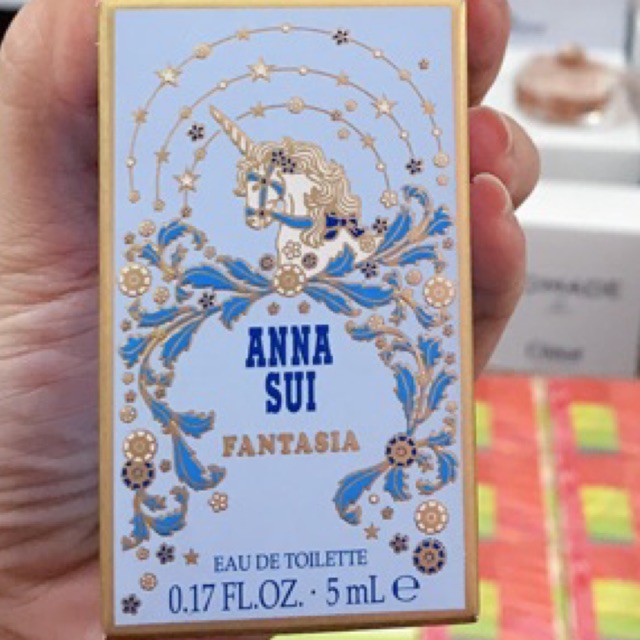 ANNA
SUI
FANTASIA
EAU DE TOILETTE
0.17 FL.OZ. · 5 mL ℮